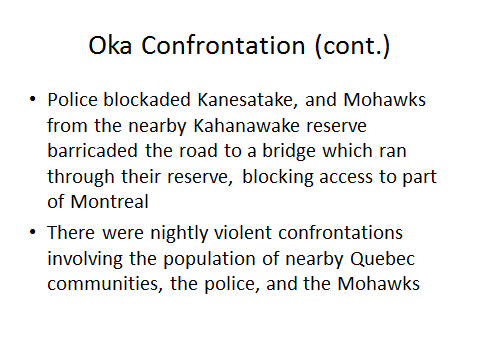 Oka Confrontation (cont.)
• Police blockaded Kanesatake, and Mohawks
from the nearby Kahanawake reserve
barricaded the road to a bridge which ran
through their reserve, blocking access to part
of Montreal
• There were nightly violent confrontations
involving the population of nearby Quebec
communities, the police, and the Mohawks